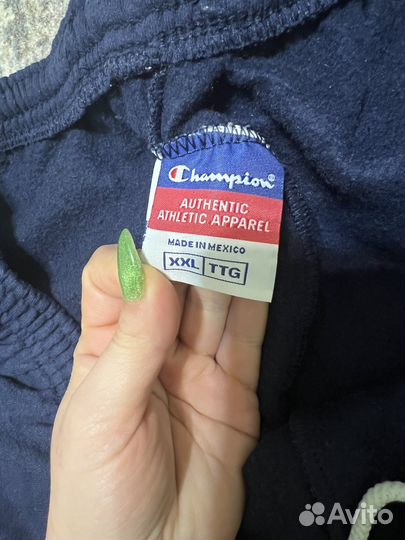 Champion®
AUTHENTIC
ATHLETIC APPAREL
MADE IN MEXICO
XXL TTG
Avito